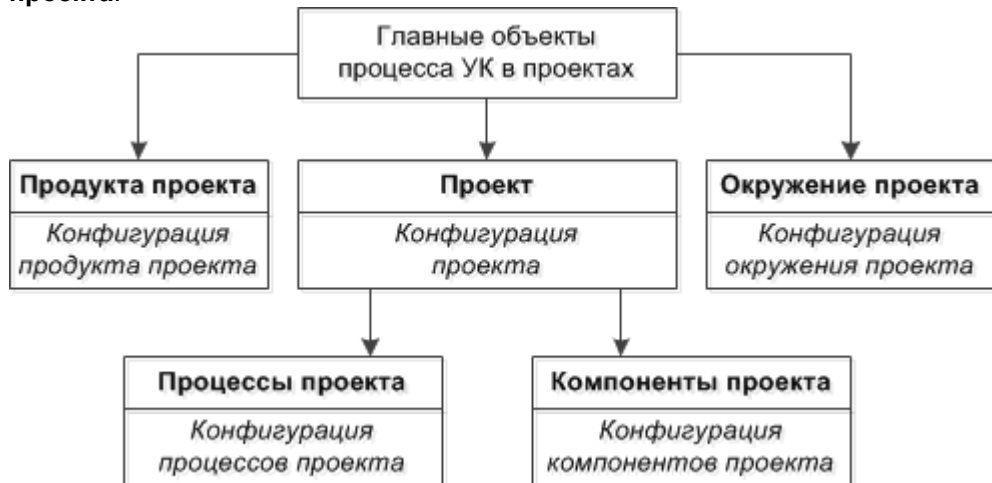 проекта.
Главные объекты
процесса УК в проектах
Продукта проекта
Конфигурация
продукта проекта
Проект
Конфигурация
проекта
Окружение проекта
Конфигурация
окружения проекта
Процессы проекта
Конфигурация
процессов проекта
Компоненты проекта
Конфигурация
компонентов проекта